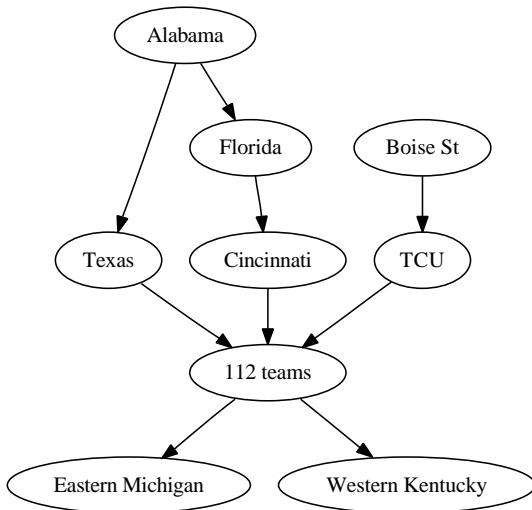 Alabama
Florida
Boise St
Texas
Cincinnati
TCU
112 teams
Eastern Michigan
Western Kentucky